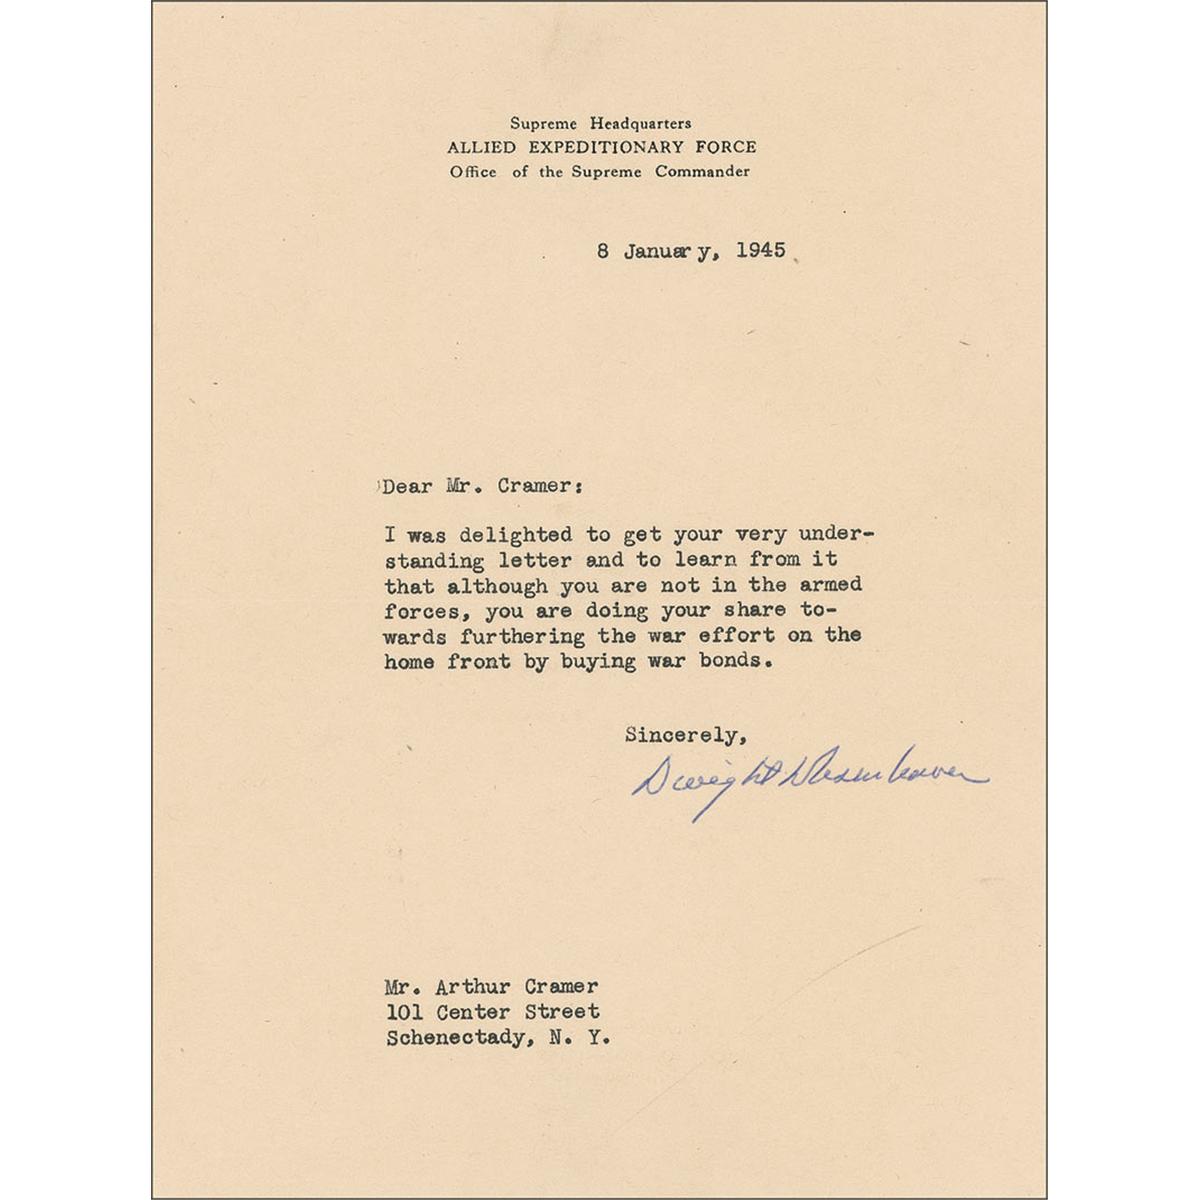 Supreme Headquarters
ALLIED EXPEDITIONARY FORCE
Office of the Supreme Commander
8 January, 1945
Dear Mr. Cramer:
I was delighted to get your very under-
standing letter and to learn from it
that although you are not in the armed
forces, you are doing your share to-
wards furthering the war effort on the
home front by buying war bonds.
Sincerely,
Dwight D Eisenhower
Mr. Arthur Cramer
101 Center Street
Schenectady, N. Y.